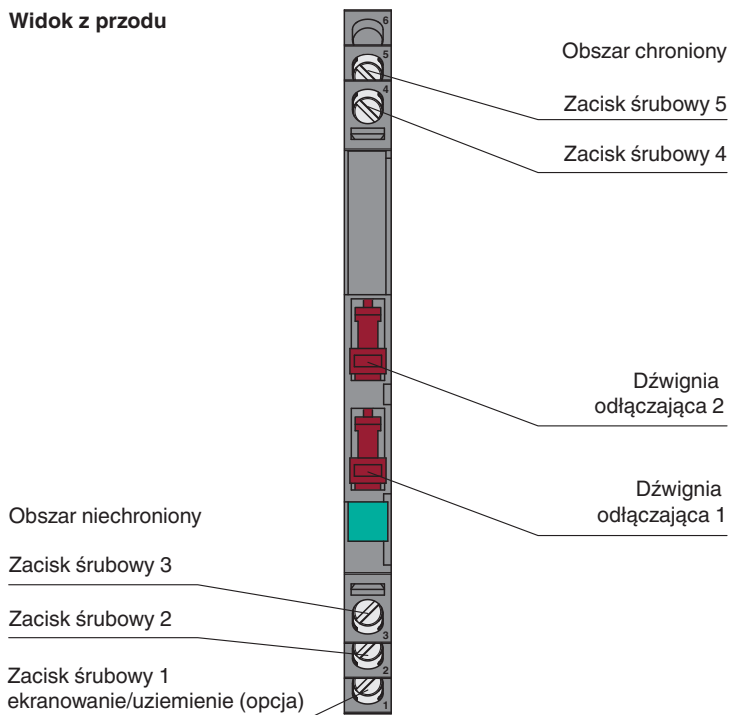 Widok z przodu
6
5
4
Obszar chroniony
Zacisk śrubowy 5
Zacisk śrubowy 4
Dźwignia
odłączająca 2
Dźwignia
odłączająca 1
Obszar niechroniony
Zacisk śrubowy 3
Zacisk śrubowy 2
Zacisk śrubowy 1
ekranowanie/uziemienie (opcja)
3
2
1